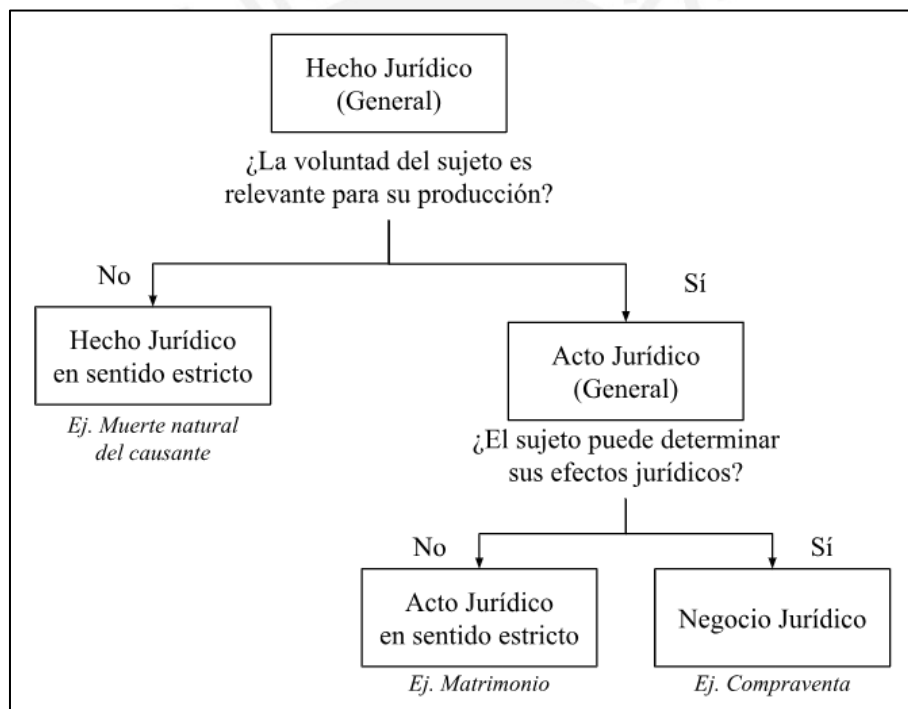 Hecho Jurídico
(General)
¿La voluntad del sujeto es
relevante para su producción?
No
Sí
Hecho Jurídico
en sentido estricto
Ej. Muerte natural
del causante
Acto Jurídico
(General)
¿El sujeto puede determinar
sus efectos jurídicos?
No
Sí
Acto Jurídico
en sentido estricto
Ej. Matrimonio
Negocio Jurídico
Ej. Compraventa